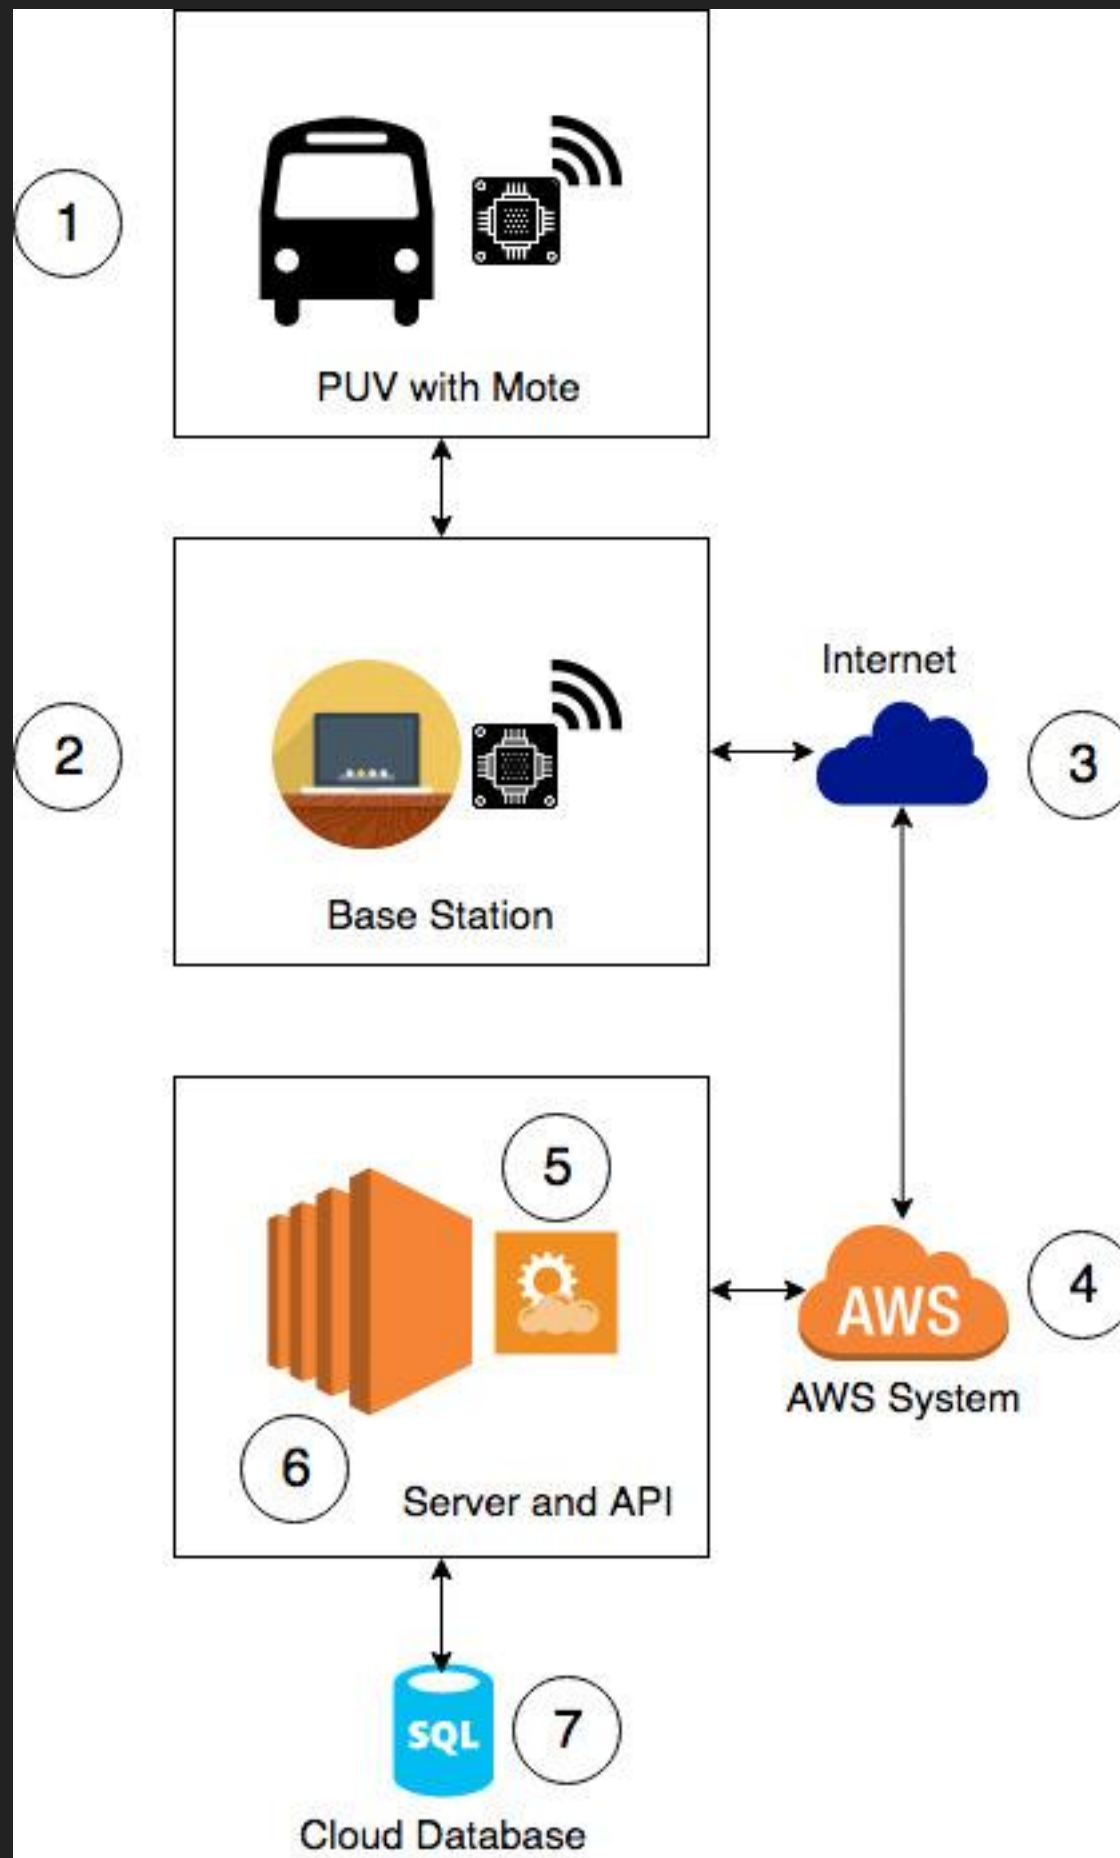 1
PUV with Mote
2
Base Station
Internet
3
5
6
Server and API
AWS
4
AWS System
SQL
7
Cloud Database